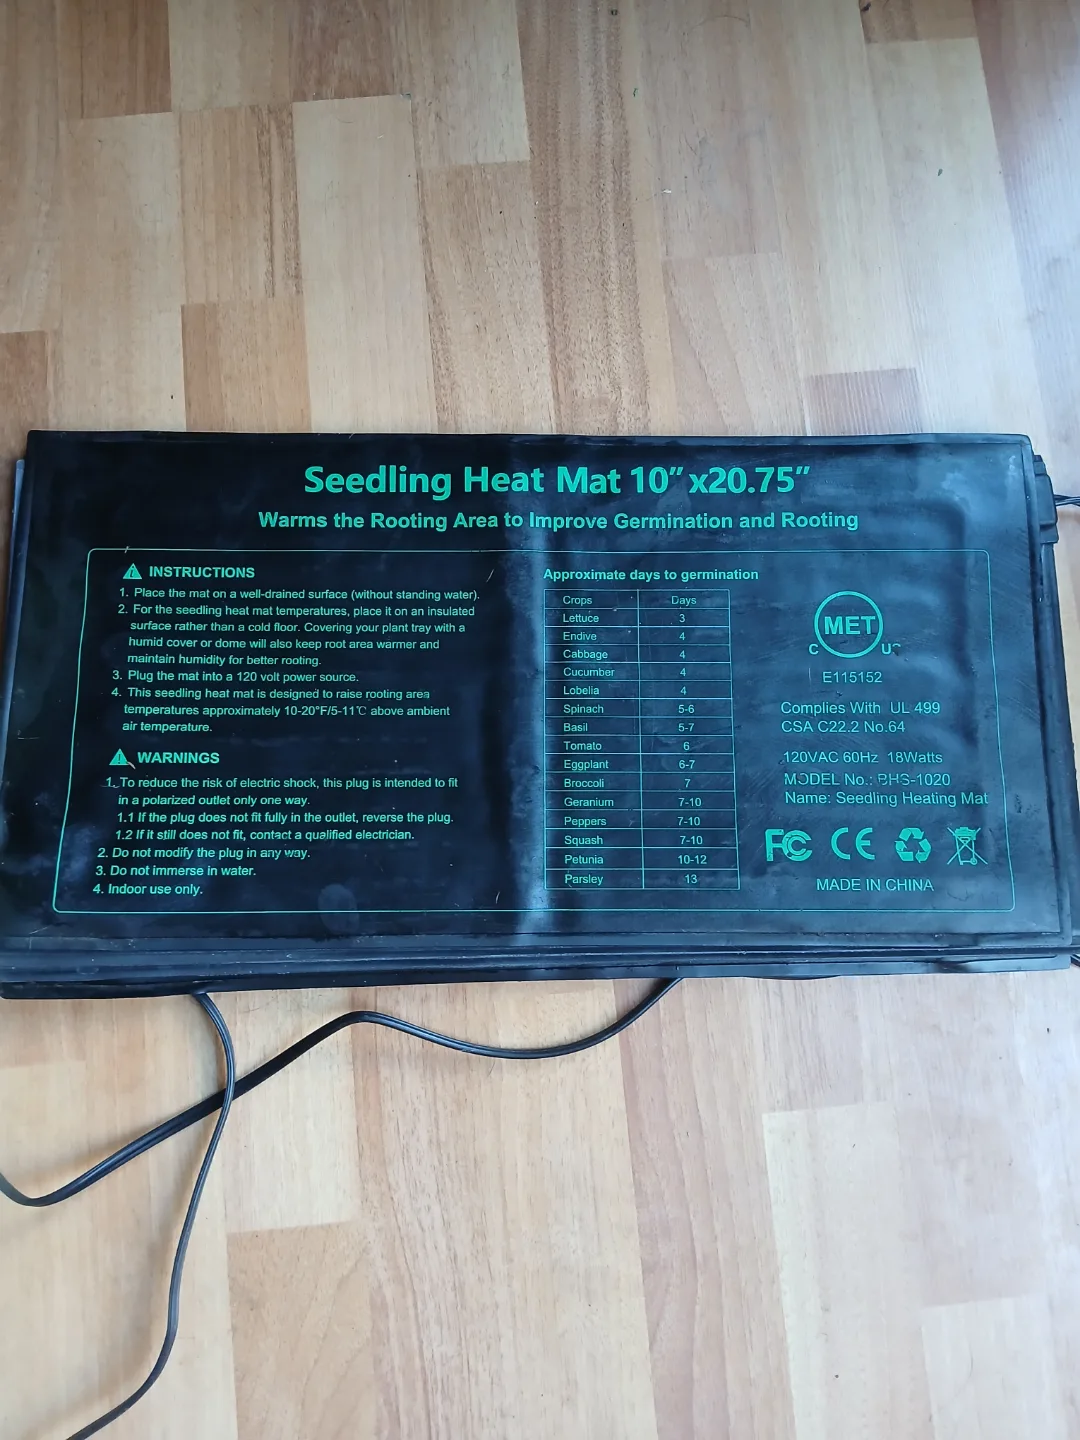 Seedling Heat Mat 10”x20.75”
Warms the Rooting Area to Improve Germination and Rooting
INSTRUCTIONS
1. Place the mat on a well-drained surface (without standing water).
2. For the seedling heat mat temperatures, place it on an insulated
surface rather than a cold floor. Covering your plant tray with a
humid cover or dome will also keep root area warmer and
maintain humidity for better rooting.
3. Plug the mat into a 120 volt power source.
4. This seedling heat mat is designed to raise rooting area
temperatures approximately 10-20°F/5-11℃ above ambient
air temperature.
WARNINGS
1. To reduce the risk of electric shock, this plug is intended to fit
in a polarized outlet only one way.
1.1 If the plug does not fit fully in the outlet, reverse the plug.
1.2 If it still does not fit, contact a qualified electrician.
2. Do not modify the plug in any way.
3. Do not immerse in water.
4. Indoor use only.
Approximate days to germination
Crops Days
Lettuce 3
Endive 4
Cabbage 4
Cucumber 4
Lobelia 4
Spinach 5-6
Basil 5-7
Tomato 6
Eggplant 6-7
Broccoli 7
Geranium 7-10
Peppers 7-10
Squash 7-10
Petunia 10-12
Parsley 13
MET
C US
E115152
Complies With UL 499
CSA C22.2 No.64
120VAC 60Hz 18Watts
MODEL No.: BHS-1020
Name: Seedling Heating Mat
FC CE
MADE IN CHINA